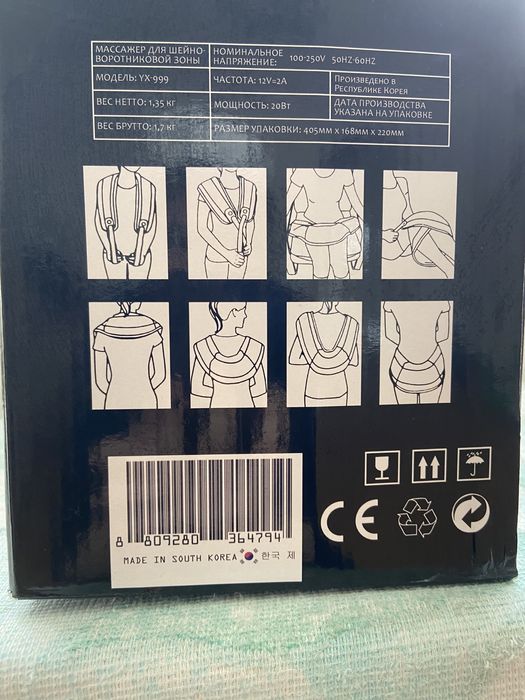 МАССАЖЕР ДЛЯ ШЕЙНО-
ВОРОТНИКОВОЙ ЗОНЫ
НОМИНАЛЬНОЕ
НАПРЯЖЕНИЕ: 100-250V 50HZ-60HZ
МОДЕЛЬ: YX-999
ЧАСТОТА: 12V=2A
ПРОИЗВЕДЕНО В
РЕСПУБЛИКЕ КОРЕЯ
ВЕС НЕТТО: 1,35 КГ
МОЩНОСТЬ: 20ВТ
ДАТА ПРОИЗВОДСТВА
УКАЗАНА НА УПАКОВКЕ
ВЕС БРУТТО: 1,7 КГ
РАЗМЕР УПАКОВКИ: 405ММ X 168ММ X 220ММ
8 809280 364794
MADE IN SOUTH KOREA 한국 제
CE